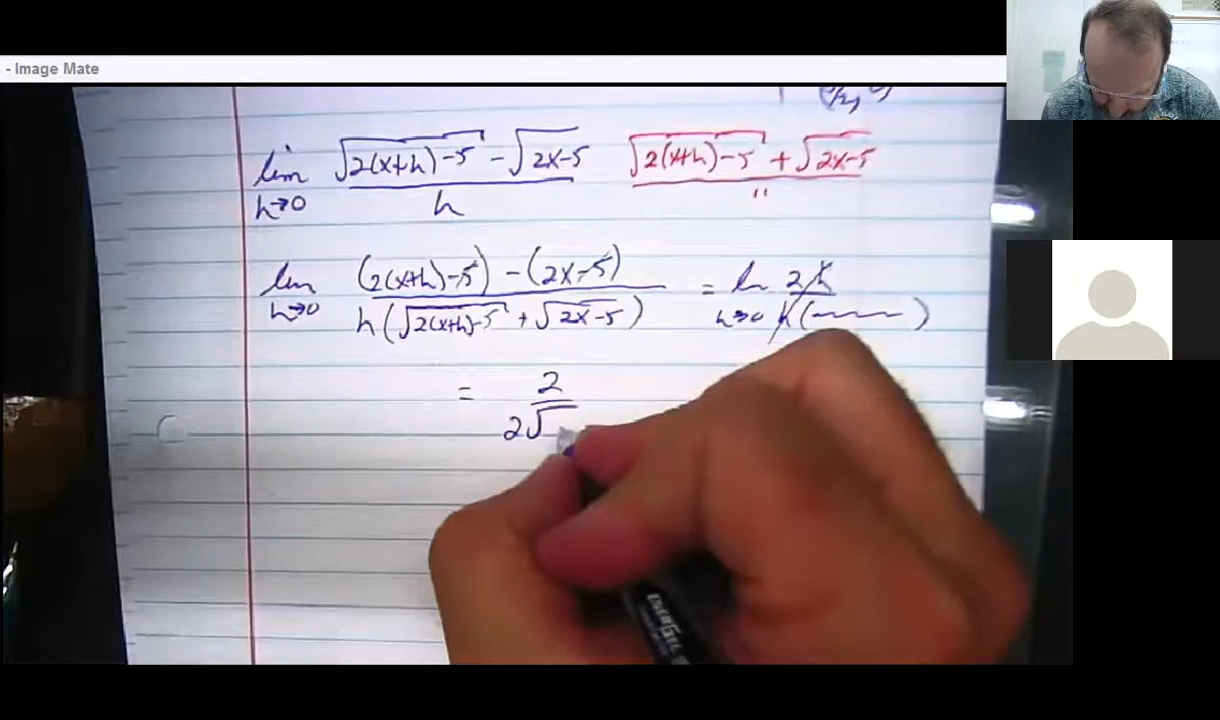 - Image Mate
lim h→0 (√(2(x+h)-5) - √(2x-5)) / h (√(2(x+h)-5) + √(2x-5)) / "
lim h→0 ((2(x+h)-5) - (2x-5)) / (h(√(2(x+h)-5) + √(2x-5))) = lim h→0 2h / h( )
= 2 / 2√
ENERGEL